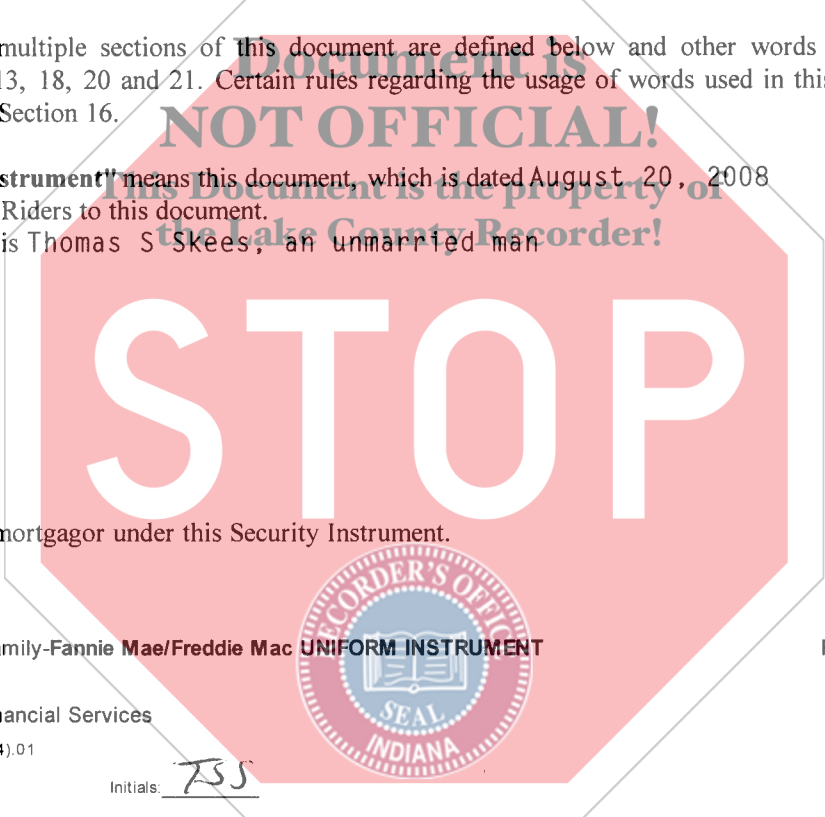 multiple sections of this document are defined below and other words
Document is
13, 18, 20 and 21. Certain rules regarding the usage of words used in this
Section 16.
NOT OFFICIAL!
strument" means this document, which is dated August 20, 2008
This Document is the property of
Riders to this document.
the Lake County Recorder!
is Thomas S Skees, an unmarried man
STOP
mortgagor under this Security Instrument.
RECORDER'S OFFIC
mily-Fannie Mae/Freddie Mac UNIFORM INSTRUMENT
SEAL
INDIANA
nancial Services
4).01
Initials: TSS